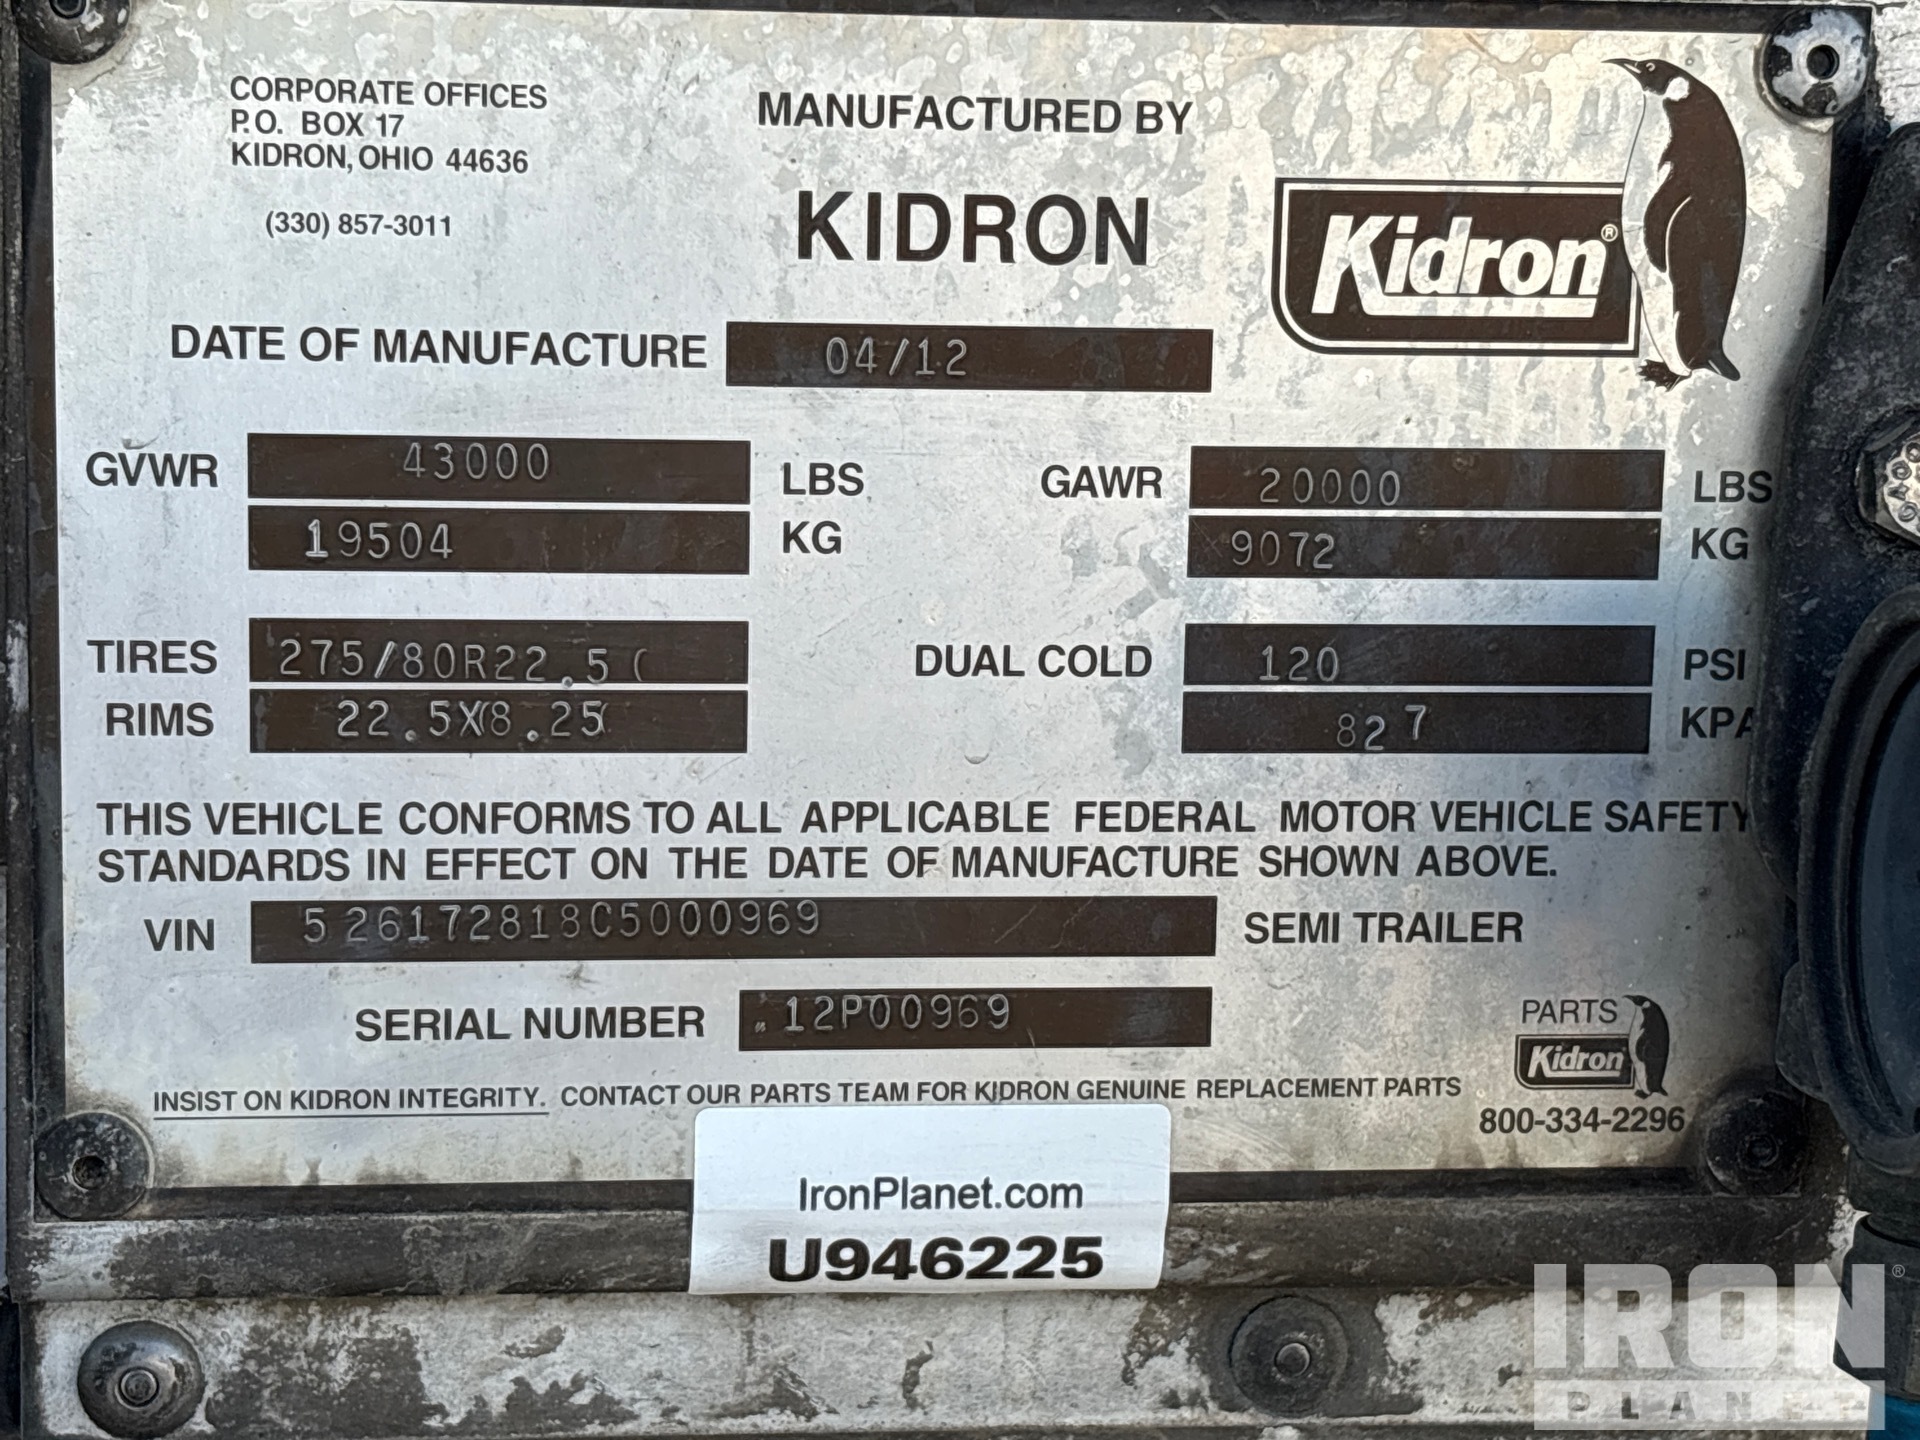 CORPORATE OFFICES
P.O. BOX 17
KIDRON, OHIO 44636
(330) 857-3011
MANUFACTURED BY
KIDRON
Kidron®
DATE OF MANUFACTURE 04/12
GVWR 43000 LBS GAWR 20000 LBS
19504 KG 9072 KG
TIRES 275/80R22.5( DUAL COLD 120 PSI
RIMS 22.5X8.25 827 KPA
THIS VEHICLE CONFORMS TO ALL APPLICABLE FEDERAL MOTOR VEHICLE SAFETY
STANDARDS IN EFFECT ON THE DATE OF MANUFACTURE SHOWN ABOVE.
VIN 526172818C5000969 SEMI TRAILER
SERIAL NUMBER 12P00969
PARTS
Kidron
INSIST ON KIDRON INTEGRITY. CONTACT OUR PARTS TEAM FOR KIDRON GENUINE REPLACEMENT PARTS
800-334-2296
IronPlanet.com
U946225
IRON®
PLANET